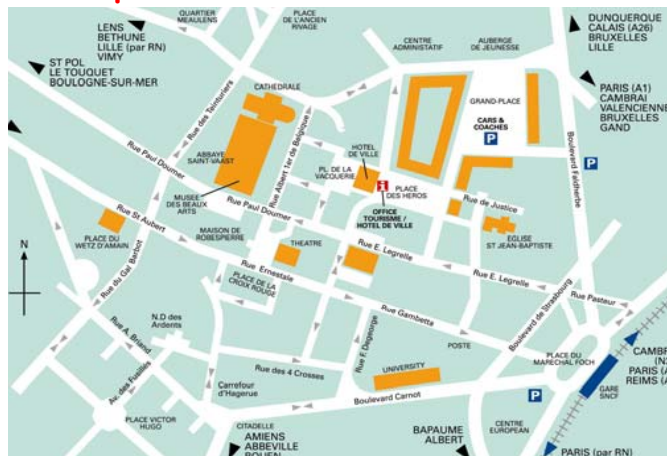 QUARTIER
MEAULENS
PLACE
DE L'ANCIEN
RIVAGE
LENS
BETHUNE
LILLE (par RN)
VIMY
ST POL
LE TOUQUET
BOULOGNE-SUR-MER
CENTRE
ADMINISTATIF
AUBERGE
DE JEUNESSE
DUNQUERQUE
CALAIS (A26)
BRUXELLES
LILLE
PARIS (A1)
CAMBRAI
VALENCIENNE
BRUXELLES
GAND
CATHEDRALE
GRAND-PLACE
CARS &
COACHES
P
P
Rue des Teinturiers
Rue Albert 1er de Belgique
Boulevard Faidherbe
ABBAYE
SAINT-VAAST
HOTEL
DE VILLE
PL. DE LA
VACQUERIE
i
PLACE
DES HEROS
Rue de Justice
Rue Paul Doumer
MUSEE
DES BEAUX
ARTS
Rue Paul Doumer
OFFICE
TOURISME /
HOTEL DE VILLE
EGLISE
ST JEAN-BAPTISTE
Rue St Aubert
MAISON DE
ROBESPIERRE
THEATRE
Rue E. Legrelle
Rue E. Legrelle
N
PLACE DU
WETZ D'AMAIN
Rue du Gal Barbot
Rue Ernestale
PLACE DE LA
CROIX ROUGE
Rue Gambetta
Boulevard de Strasbourg
Rue Pasteur
N.D des
Ardents
Rue A. Briand
Av. des Fusillés
Rue F. Degeorge
POSTE
PLACE DU
MARECHAL FOCH
CAMBR
(N
PARIS (A
REIMS (A
Rue des 4 Crosses
UNIVERSITY
GARE
SNCF
Carrefour
d'Hagerue
Boulevard Carnot
P
PLACE VICTOR
HUGO
CITADELLE
AMIENS
ABBEVILLE
ROUEN
BAPAUME
ALBERT
CENTRE
EUROPEAN
PARIS (par RN)